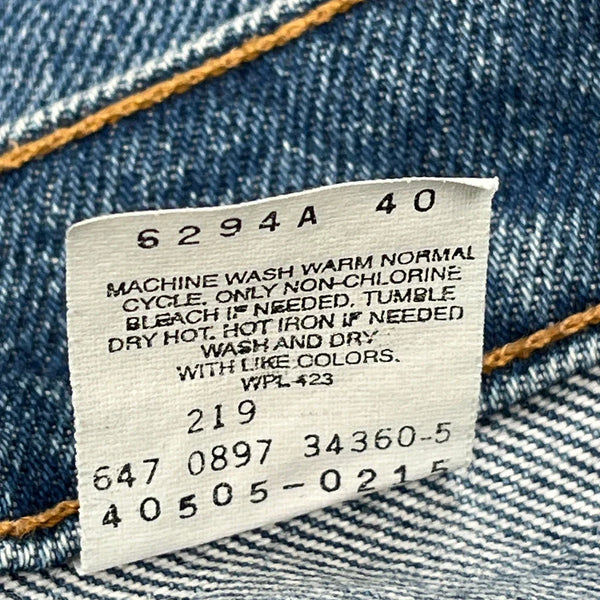 6294A 40
MACHINE WASH WARM NORMAL
CYCLE. ONLY NON-CHLORINE
BLEACH IF NEEDED. TUMBLE
DRY HOT. HOT IRON IF NEEDED
WASH AND DRY
WITH LIKE COLORS.
WPL 423
219
647 0897 34360-5
40505-0215